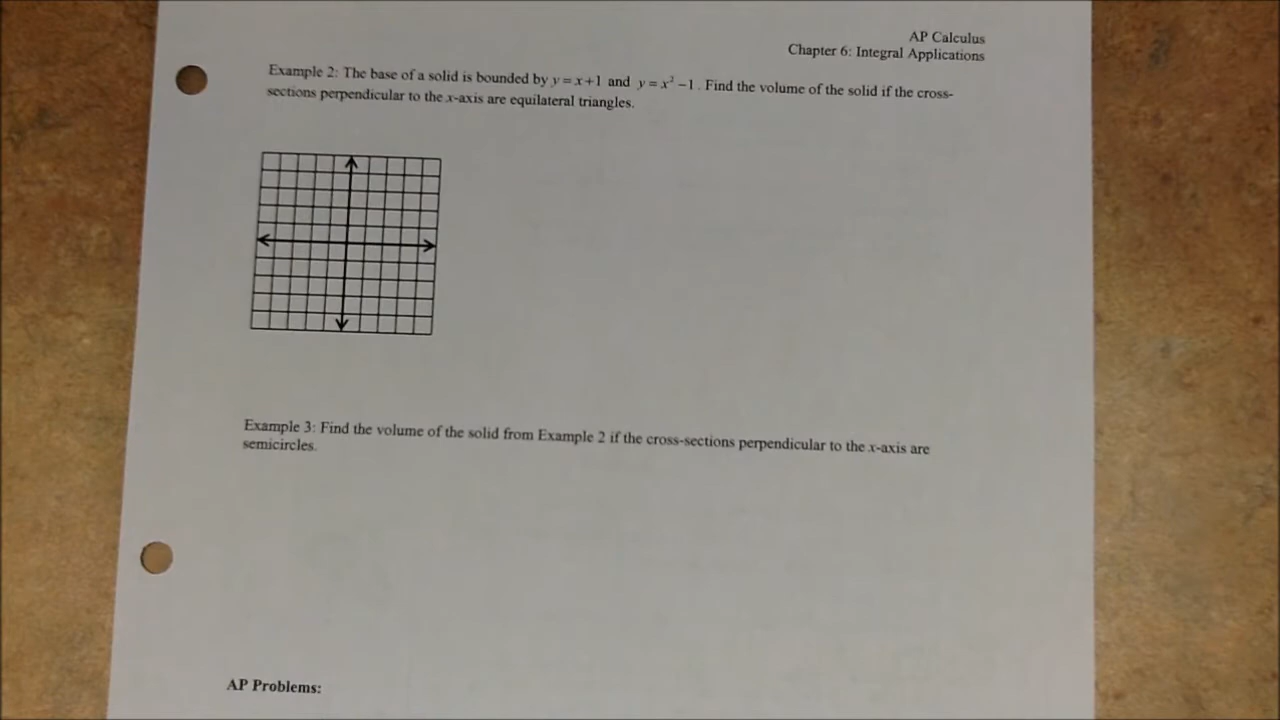 AP Calculus
Chapter 6: Integral Applications
Example 2: The base of a solid is bounded by y = x+1 and y = x² −1. Find the volume of the solid if the cross-
sections perpendicular to the x-axis are equilateral triangles.
Example 3: Find the volume of the solid from Example 2 if the cross-sections perpendicular to the x-axis are
semicircles.
AP Problems: